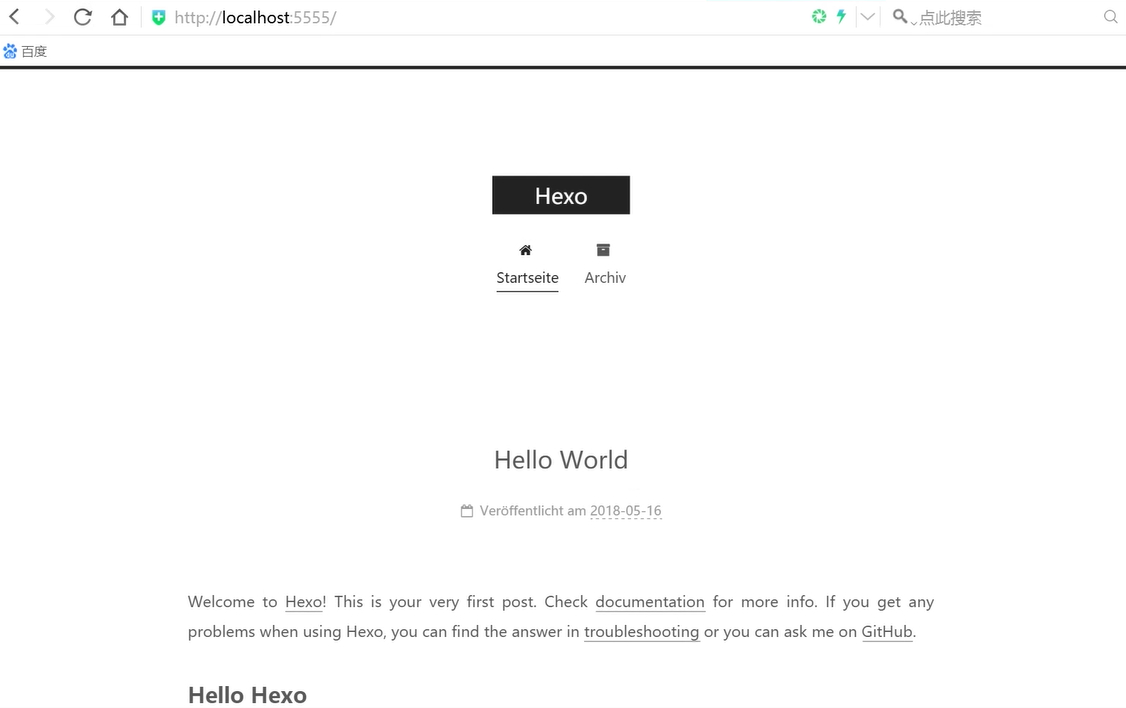 http://localhost:5555/
点此搜索
百度
Hexo
Startseite Archiv
Hello World
Veröffentlicht am 2018-05-16
Welcome to Hexo! This is your very first post. Check documentation for more info. If you get any
problems when using Hexo, you can find the answer in troubleshooting or you can ask me on GitHub.
Hello Hexo